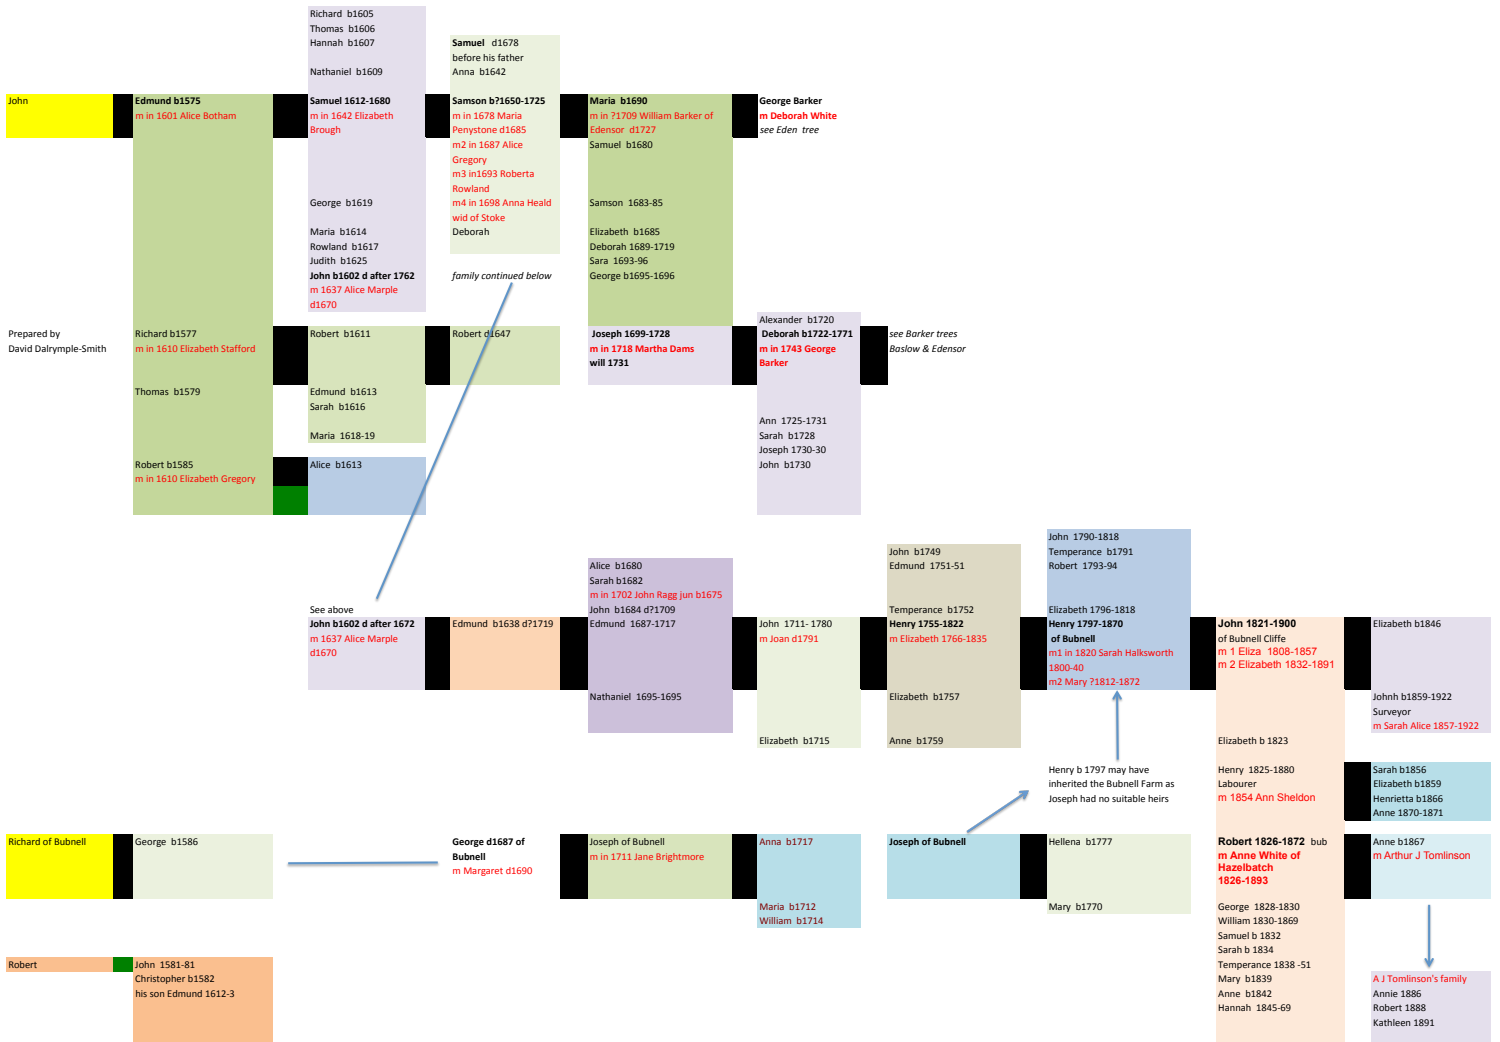 Richard b1605
Thomas b1606
Hannah b1607
Nathaniel b1609
Samuel d1678
before his father
Anna b1642
John
Edmund b1575
m in 1601 Alice Botham
Samuel 1612-1680
m in 1642 Elizabeth
Brough
Samson b?1650-1725
m in 1678 Maria
Penystone d1685
m2 in 1687 Alice
Gregory
m3 in1693 Roberta
Rowland
m4 in 1698 Anna Heald
wid of Stoke
Deborah
family continued below
Maria b1690
m in ?1709 William Barker of
Edensor d1727
Samuel b1680
Samson 1683-85
Elizabeth b1685
Deborah 1689-1719
Sara 1693-96
George b1695-1696
George Barker
m Deborah White
see Eden tree
George b1619
Maria b1614
Rowland b1617
Judith b1625
John b1602 d after 1762
m 1637 Alice Marple
d1670
Prepared by
David Dalrymple-Smith
Richard b1577
m in 1610 Elizabeth Stafford
Thomas b1579
Robert b1585
m in 1610 Elizabeth Gregory
Robert b1611
Edmund b1613
Sarah b1616
Maria 1618-19
Alice b1613
Robert d1647
Joseph 1699-1728
m in 1718 Martha Dams
will 1731
Alexander b1720
Deborah b1722-1771
m in 1743 George
Barker
Ann 1725-1731
Sarah b1728
Joseph 1730-30
John b1730
see Barker trees
Baslow & Edensor
See above
John b1602 d after 1672
m 1637 Alice Marple
d1670
Edmund b1638 d?1719
Alice b1680
Sarah b1682
m in 1702 John Ragg jun b1675
John b1684 d?1709
Edmund 1687-1717
Nathaniel 1695-1695
John 1711- 1780
m Joan d1791
Elizabeth b1715
John b1749
Edmund 1751-51
Temperance b1752
Henry 1755-1822
m Elizabeth 1766-1835
Elizabeth b1757
Anne b1759
John 1790-1818
Temperance b1791
Robert 1793-94
Elizabeth 1796-1818
Henry 1797-1870
of Bubnell
m1 in 1820 Sarah Halksworth
1800-40
m2 Mary ?1812-1872
Henry b 1797 may have
inherited the Bubnell Farm as
Joseph had no suitable heirs
John 1821-1900
of Bubnell Cliffe
m 1 Eliza 1808-1857
m 2 Elizabeth 1832-1891
Elizabeth b 1823
Henry 1825-1880
Labourer
m 1854 Ann Sheldon
Elizabeth b1846
Johnh b1859-1922
Surveyor
m Sarah Alice 1857-1922
Sarah b1856
Elizabeth b1859
Henrietta b1866
Anne 1870-1871
Richard of Bubnell
George b1586
George d1687 of
Bubnell
m Margaret d1690
Joseph of Bubnell
m in 1711 Jane Brightmore
Anna b1717
Maria b1712
William b1714
Joseph of Bubnell
Hellena b1777
Mary b1770
Robert 1826-1872 bub
m Anne White of
Hazelbatch
1826-1893
George 1828-1830
William 1830-1869
Samuel b 1832
Sarah b 1834
Temperance 1838 -51
Mary b1839
Anne b1842
Hannah 1845-69
Anne b1867
m Arthur J Tomlinson
A J Tomlinson's family
Annie 1886
Robert 1888
Kathleen 1891
Robert
John 1581-81
Christopher b1582
his son Edmund 1612-3